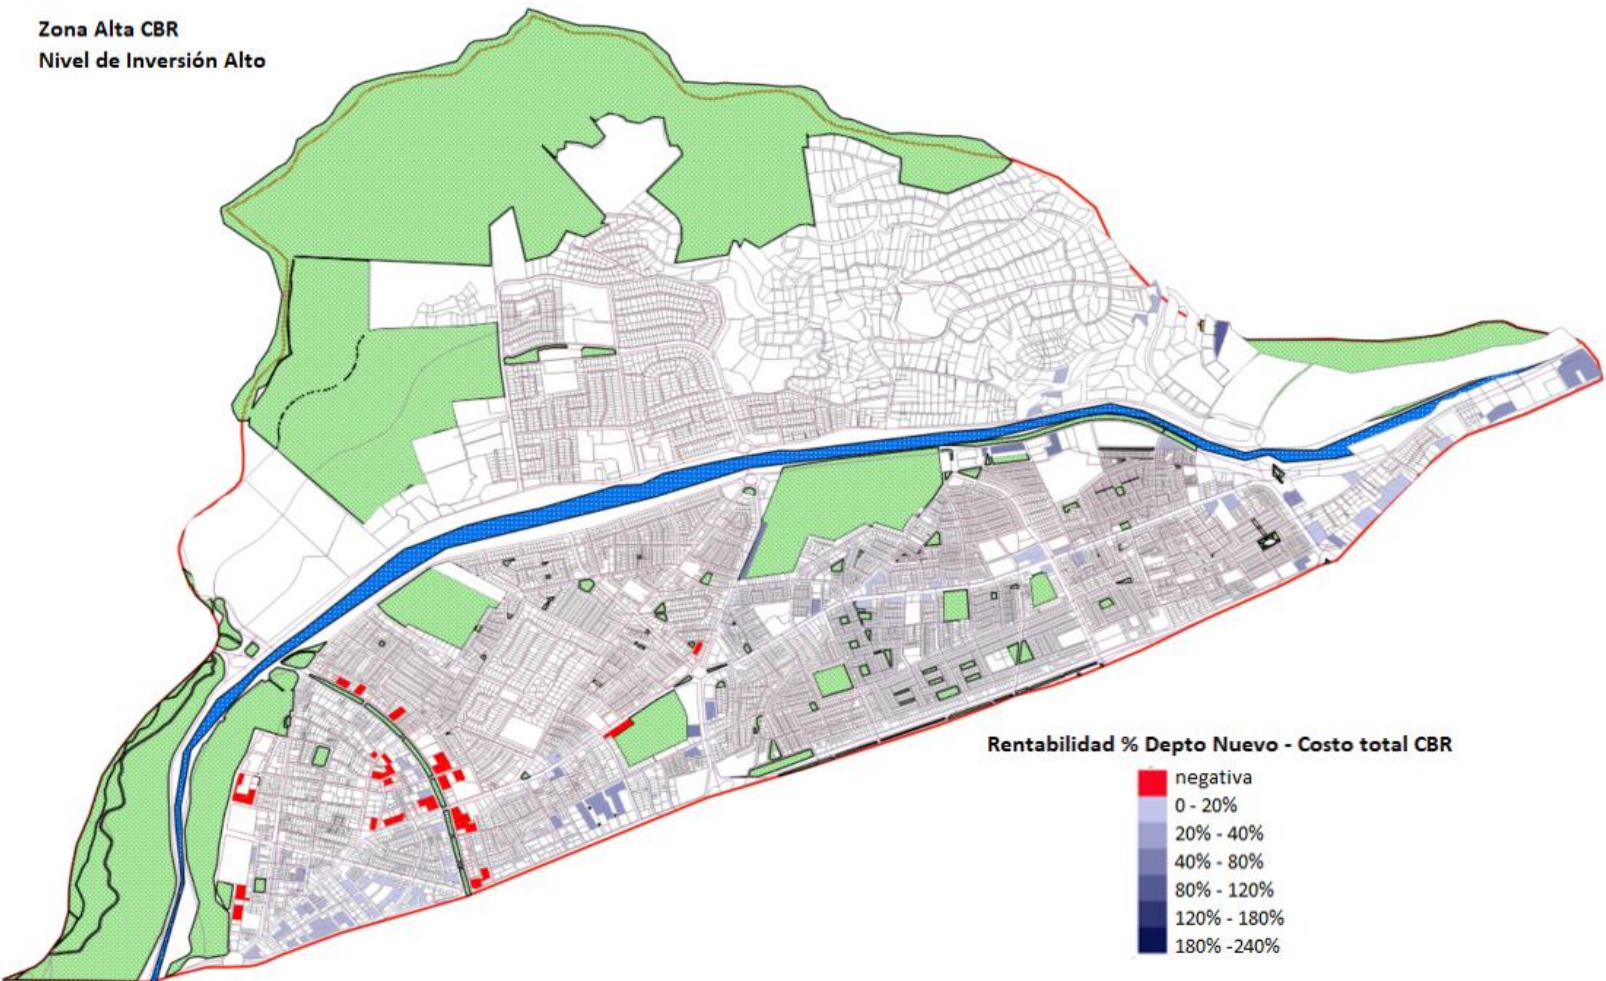 Zona Alta CBR
Nivel de Inversión Alto
Rentabilidad % Depto Nuevo - Costo total CBR
negativa
0 - 20%
20% - 40%
40% - 80%
80% - 120%
120% - 180%
180% -240%